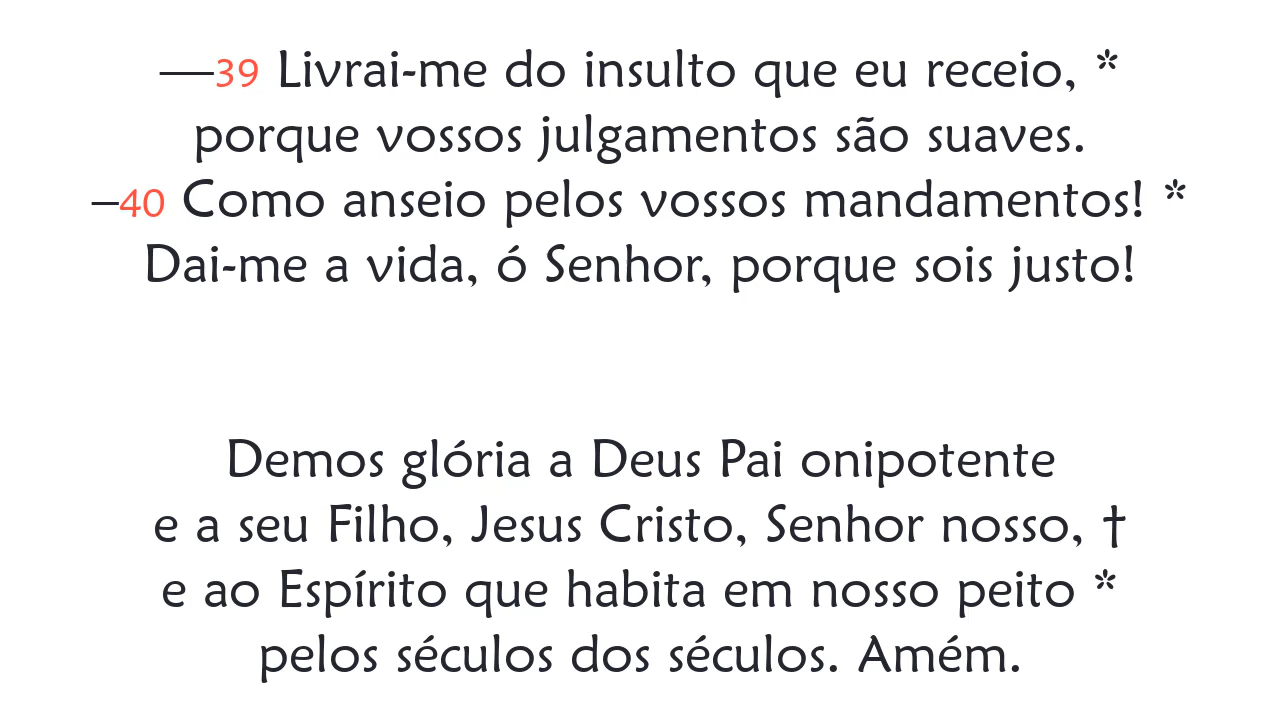 —39 Livrai-me do insulto que eu receio, *
porque vossos julgamentos são suaves.
–40 Como anseio pelos vossos mandamentos! *
Dai-me a vida, ó Senhor, porque sois justo!
Demos glória a Deus Pai onipotente
e a seu Filho, Jesus Cristo, Senhor nosso, †
e ao Espírito que habita em nosso peito *
pelos séculos dos séculos. Amém.